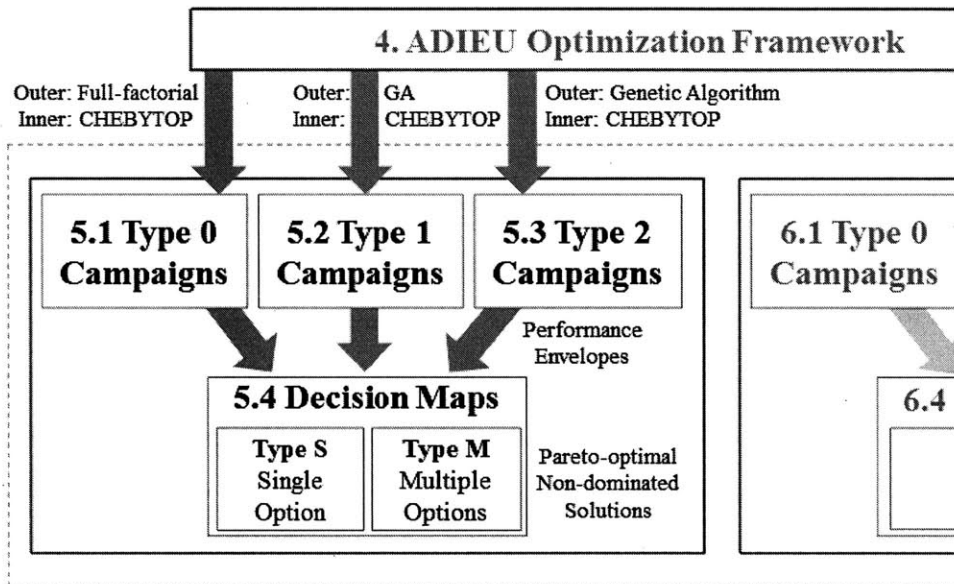 4. ADIEU Optimization Framework
Outer: Full-factorial
Inner: CHEBYTOP
Outer: GA
Inner: CHEBYTOP
Outer: Genetic Algorithm
Inner: CHEBYTOP
5.1 Type 0
Campaigns
5.2 Type 1
Campaigns
5.3 Type 2
Campaigns
Performance
Envelopes
5.4 Decision Maps
Type S
Single
Option
Type M
Multiple
Options
Pareto-optimal
Non-dominated
Solutions
6.1 Type 0
Campaigns
6.4